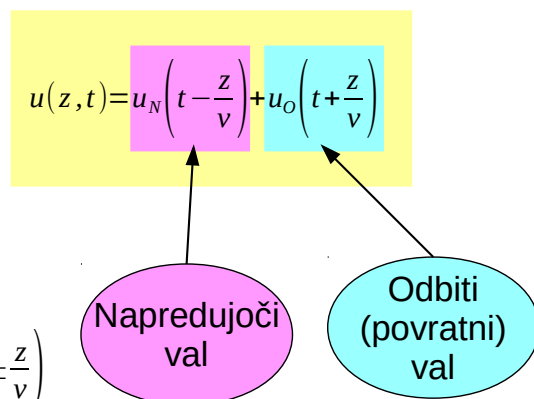 u(z,t)=u_N(t−z/v)+u_O(t+z/v)
Napredujoči
val
Odbiti
(povratni)
val
z/v)